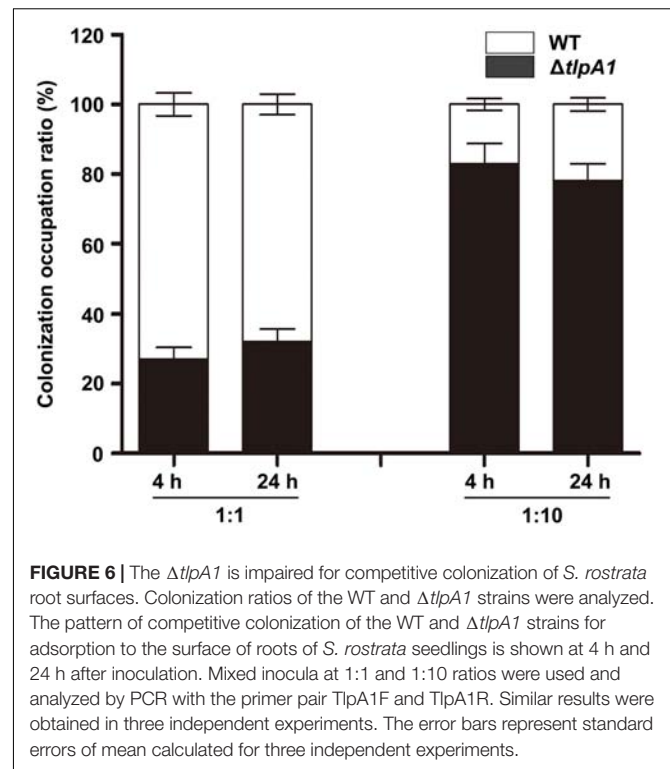 120
100
80
60
40
20
0
Colonization occupation ratio (%)
WT
ΔtlpA1
4 h 24 h 4 h 24 h
1:1 1:10
FIGURE 6 | The ΔtlpA1 is impaired for competitive colonization of S. rostrata
root surfaces. Colonization ratios of the WT and ΔtlpA1 strains were analyzed.
The pattern of competitive colonization of the WT and ΔtlpA1 strains for
adsorption to the surface of roots of S. rostrata seedlings is shown at 4 h and
24 h after inoculation. Mixed inocula at 1:1 and 1:10 ratios were used and
analyzed by PCR with the primer pair TlpA1F and TlpA1R. Similar results were
obtained in three independent experiments. The error bars represent standard
errors of mean calculated for three independent experiments.